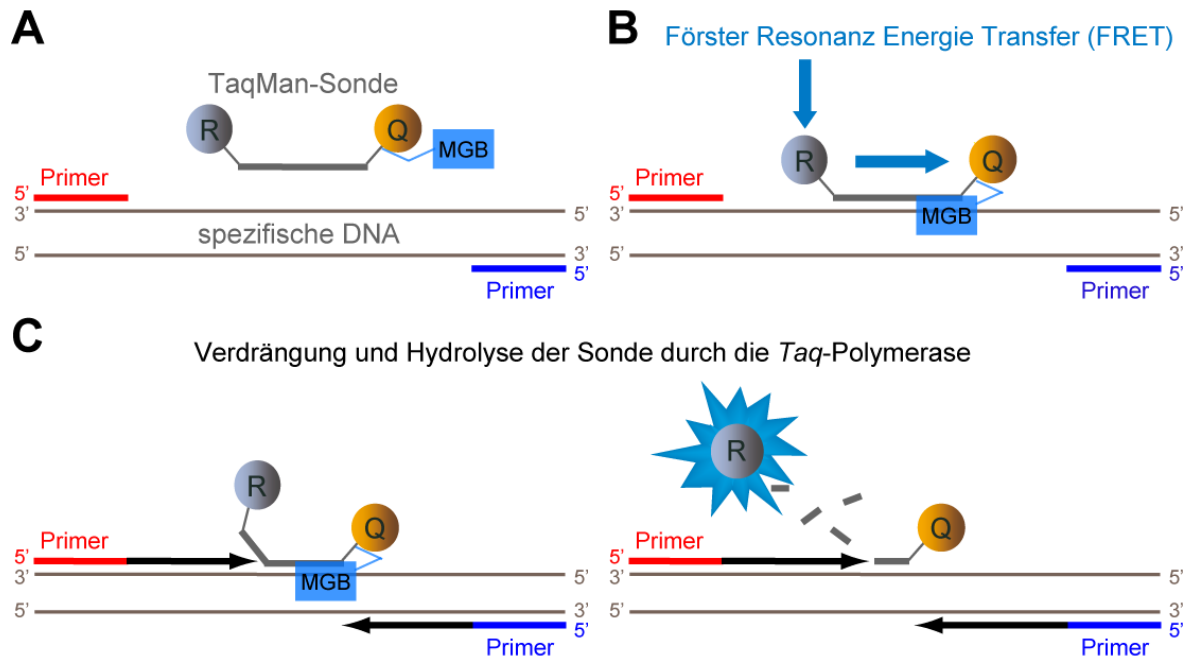 A
TaqMan-Sonde
R
Q
MGB
Primer
5’
3’
5’
spezifische DNA
5’
3’
5’
Primer
B
Förster Resonanz Energie Transfer (FRET)
R
Q
Primer
MGB
5’
3’
5’
5’
3’
5’
Primer
C
Verdrängung und Hydrolyse der Sonde durch die Taq-Polymerase
R
Q
Primer
MGB
5’
3’
5’
5’
3’
5’
Primer
R
Q
Primer
5’
3’
5’
5’
3’
5’
Primer